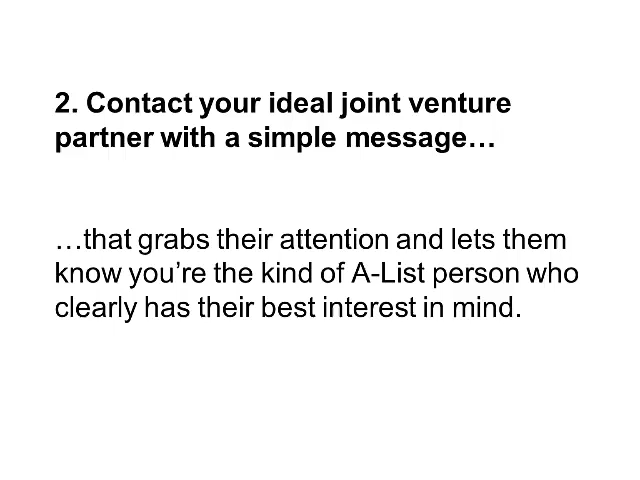 2. Contact your ideal joint venture
partner with a simple message…
…that grabs their attention and lets them
know you’re the kind of A-List person who
clearly has their best interest in mind.